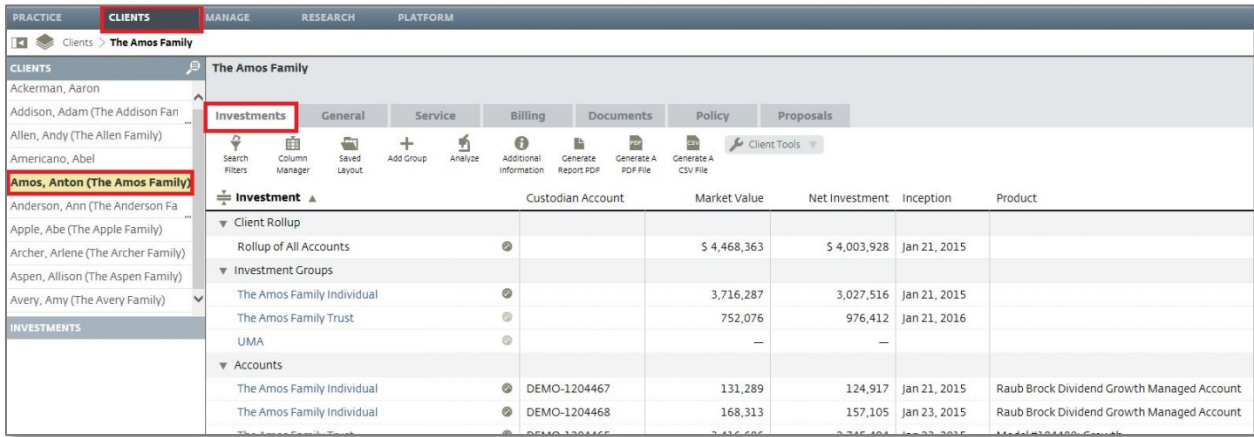 PRACTICE CLIENTS MANAGE RESEARCH PLATFORM
Clients > The Amos Family
CLIENTS
Ackerman, Aaron
Addison, Adam (The Addison Fan ...
Allen, Andy (The Allen Family)
Americano, Abel
Amos, Anton (The Amos Family)
Anderson, Ann (The Anderson Fa ...
Apple, Abe (The Apple Family)
Archer, Arlene (The Archer Family)
Aspen, Allison (The Aspen Family)
Avery, Amy (The Avery Family)
INVESTMENTS
The Amos Family
Investments General Service Billing Documents Policy Proposals
Search Filters
Column Manager
Saved Layout
Add Group
Analyze
Additional Information
Generate Report PDF
PDF
Generate A PDF File
CSV
Generate A CSV File
Client Tools
Investment Custodian Account Market Value Net Investment Inception Product
Client Rollup
Rollup of All Accounts $ 4,468,363 $ 4,003,928 Jan 21, 2015
Investment Groups
The Amos Family Individual 3,716,287 3,027,516 Jan 21, 2015
The Amos Family Trust 752,076 976,412 Jan 21, 2016
UMA — —
Accounts
The Amos Family Individual DEMO-1204467 131,289 124,917 Jan 21, 2015 Raub Brock Dividend Growth Managed Account
The Amos Family Individual DEMO-1204468 168,313 157,105 Jan 23, 2015 Raub Brock Dividend Growth Managed Account
The Amos Family Trust